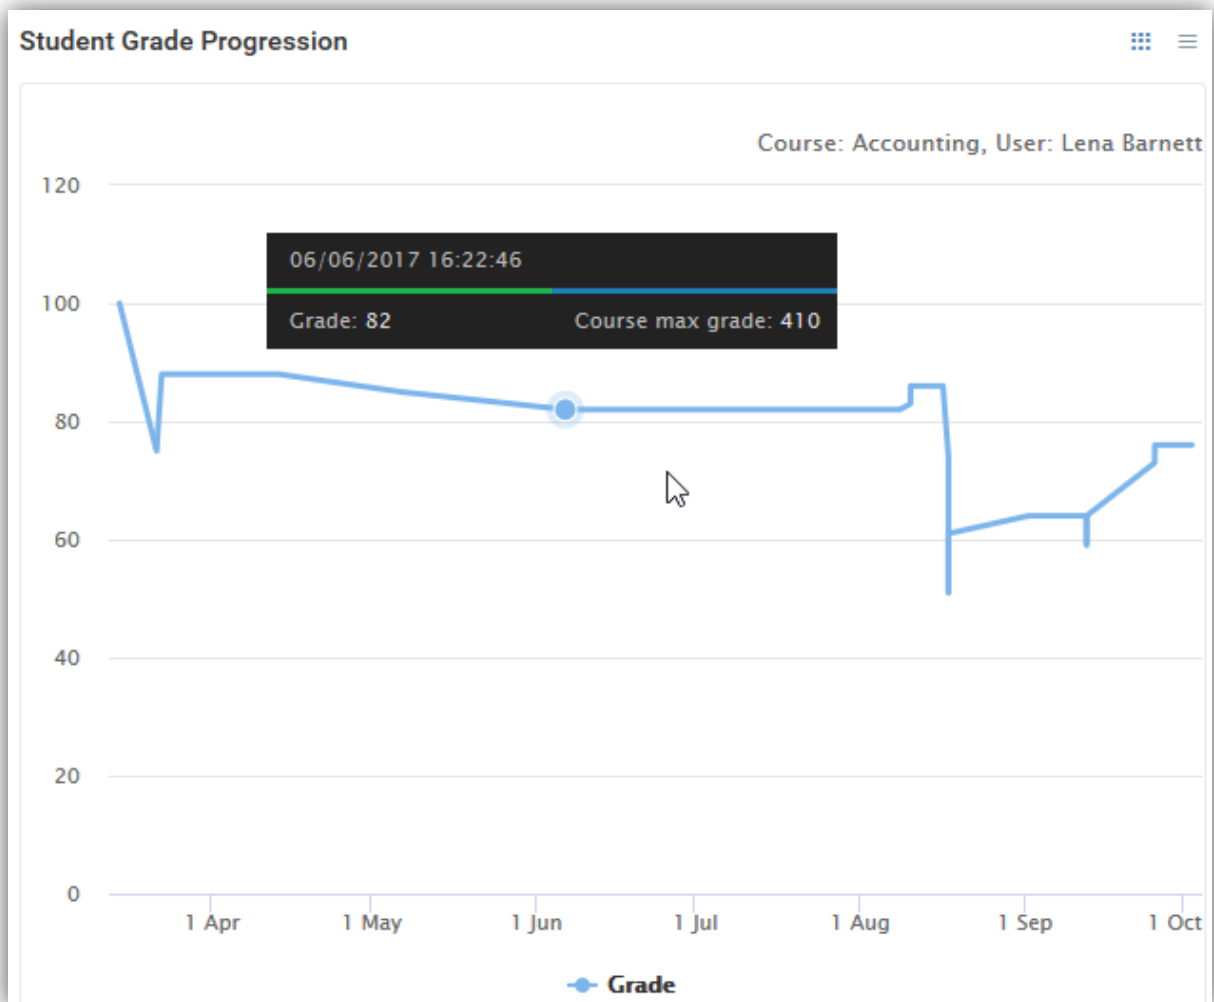 Student Grade Progression
Course: Accounting, User: Lena Barnett
120
06/06/2017 16:22:46
100
Grade: 82 Course max grade: 410
80
60
40
20
0
1 Apr 1 May 1 Jun 1 Jul 1 Aug 1 Sep 1 Oct
Grade